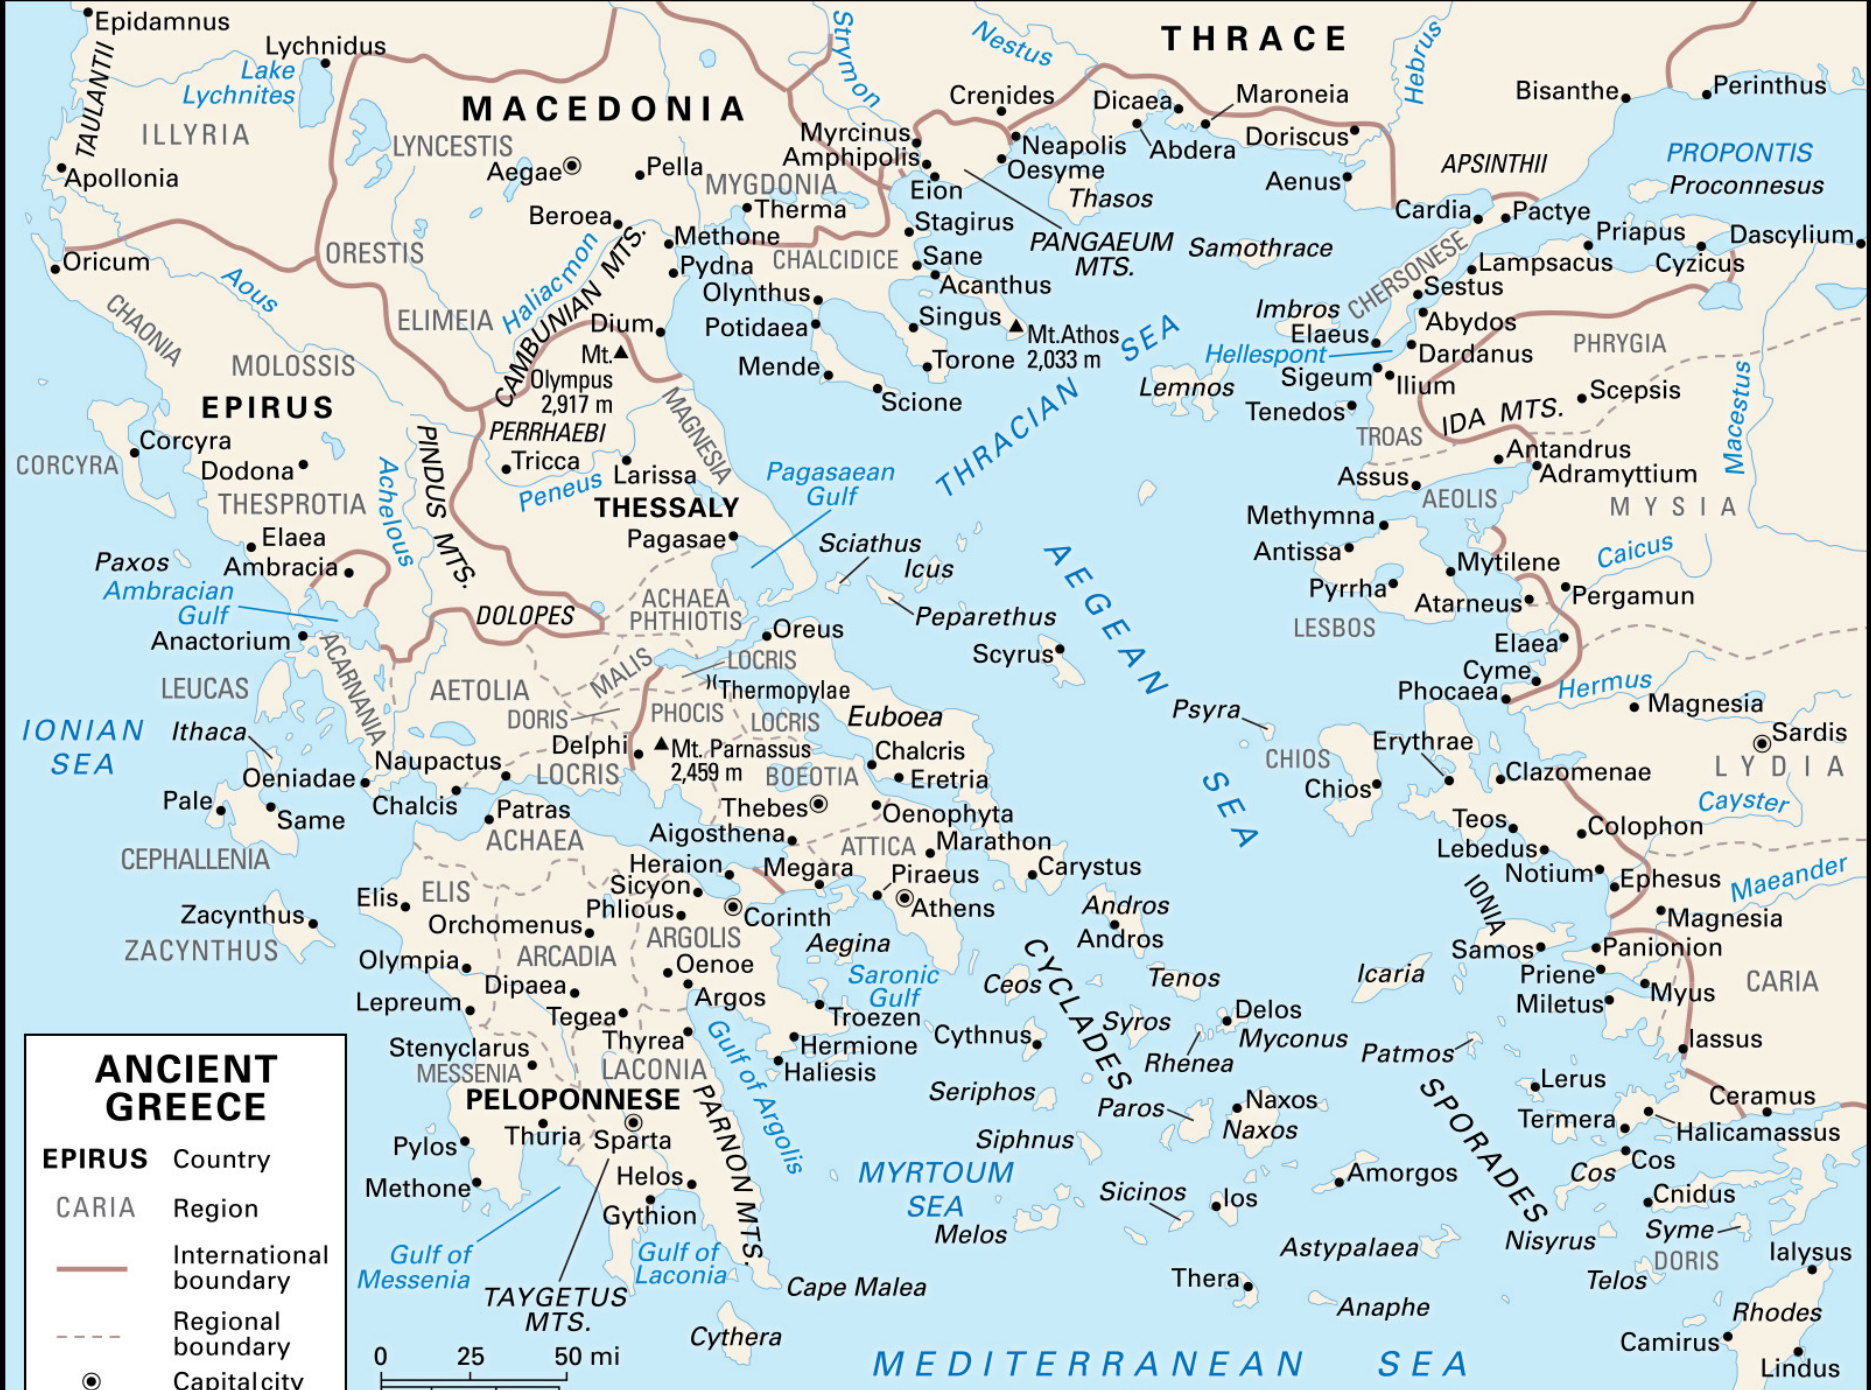 Epidamnus
Lychnidus
Lake
Lychnites
TAULANTII
ILLYRIA
Apollonia
Oricum
Aous
CHAONIA
MOLOSSIS
EPIRUS
Corcyra
CORCYRA
Dodona
THESPROTIA
Elaea
Paxos
Ambracia
Ambracian
Gulf
Anactorium
Achelous
PINDUS MTS.
MACEDONIA
LYNCESTIS
Aegae
Pella
MYGDONIA
Therma
Beroea
ORESTIS
Methone
Pydna
CHALCIDICE
Haliacmon
CAMBUNIAN MTS.
ELIMEIA
Dium
Mt.
Olympus
2,917 m
Olynthus
Potidaea
Mende
Scione
Strymon
Nestus
THRACE
Hebrus
Crenides
Dicaea
Maroneia
Myrcinus
Amphipolis
Neapolis
Abdera
Doriscus
Oesyme
Eion
Thasos
Aenus
Stagirus
PANGAEUM
MTS.
Samothrace
Sane
Acanthus
Singus
Mt.Athos
2,033 m
Torone
Bisanthe
Perinthus
APSINTHII
PROPONTIS
Proconnesus
Cardia
Pactye
Priapus
Dascylium
CHERSONESE
Lampsacus
Cyzicus
Sestus
Imbros
Elaeus
Abydos
Hellespont
Dardanus
PHRYGIA
Lemnos
Sigeum
Ilium
Scepsis
Tenedos
IDA MTS.
TROAS
Antandrus
Macestus
Assus
Adramyttium
AEOLIS
MYSIA
THRACIAN SEA
PERRHAEBI
Tricca
Larissa
Peneus
MAGNESIA
THESSALY
Pagasaean
Gulf
Pagasae
Sciathus
Icus
Peparethus
DOLOPES
ACHAEA
PHTHIOTIS
Oreus
Scyrus
Methymna
Antissa
Mytilene
Caicus
Pyrrha
Atarneus
Pergamun
LESBOS
Elaea
Cyme
Phocaea
Hermus
Magnesia
AEGEAN SEA
Psyra
CHIOS
Chios
Erythrae
Clazomenae
Sardis
LYDIA
Cayster
Teos
Colophon
Lebedus
Notium
Ephesus
Maeander
IONIA
Magnesia
Samos
Panionion
Priene
Miletus
Myus
CARIA
Iassus
Icaria
LEUCAS
ACARNANIA
AETOLIA
MALIS
LOCRIS
Thermopylae
DORIS
PHOCIS
LOCRIS
Euboea
IONIAN
SEA
Ithaca
Delphi
Mt. Parnassus
2,459 m
Chalcris
Naupactus
LOCRIS
BOEOTIA
Eretria
Oeniadae
Pale
Same
Chalcis
Patras
ACHAEA
Thebes
Oenophyta
Aigosthena
ATTICA
Marathon
CEPHALLENIA
Heraion
Megara
Piraeus
Carystus
Elis
ELIS
Sicyon
Phlious
Corinth
Athens
Andros
Andros
Zacynthus
ZACYNTHUS
Orchomenus
ARGOLIS
Aegina
ARCADIA
Olympia
Oenoe
Saronic
Gulf
Ceos
Tenos
Dipaea
Argos
Lepreum
Tegea
Troezen
Thyrea
Hermione
Haliesis
Cythnus
CYCLADES
Syros
Delos
Myconus
Rhenea
Patmos
Stenyclarus
MESSENIA
LACONIA
Gulf of Argolis
PELOPONNESE
PARNON MTS.
Seriphos
Paros
Naxos
Naxos
Thuria
Sparta
Pylos
Siphnus
Helos
Methone
Gythion
MYRTOUM
SEA
Melos
Sicinos
Ios
Amorgos
Gulf of
Messenia
Gulf of
Laconia
TAYGETUS
MTS.
Cape Malea
Cythera
Thera
Anaphe
Astypalaea
SPORADES
Lerus
Ceramus
Termera
Halicamassus
Cos
Cos
Cnidus
Nisyrus
Syme
DORIS
Telos
Ialysus
Rhodes
Camirus
Lindus
MEDITERRANEAN SEA
0 25 50 mi
ANCIENT
GREECE
EPIRUS Country
CARIA Region
International
boundary
Regional
boundary
Capital city